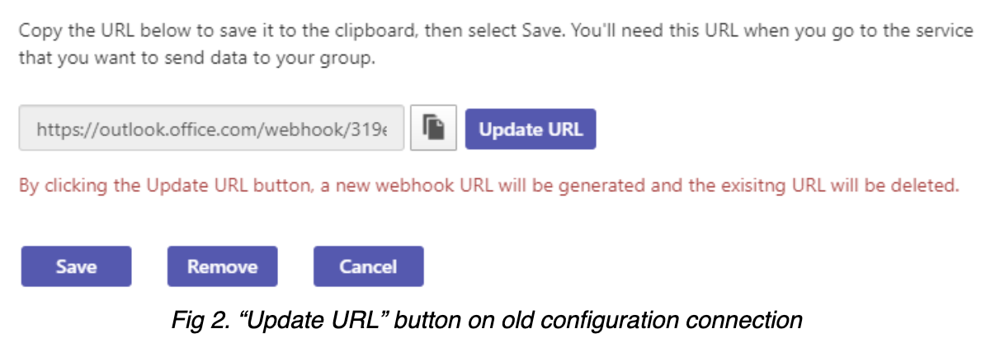 Copy the URL below to save it to the clipboard, then select Save. You'll need this URL when you go to the service
that you want to send data to your group.
https://outlook.office.com/webhook/319e
Update URL
By clicking the Update URL button, a new webhook URL will be generated and the exisitng URL will be deleted.
Save Remove Cancel
Fig 2. “Update URL” button on old configuration connection